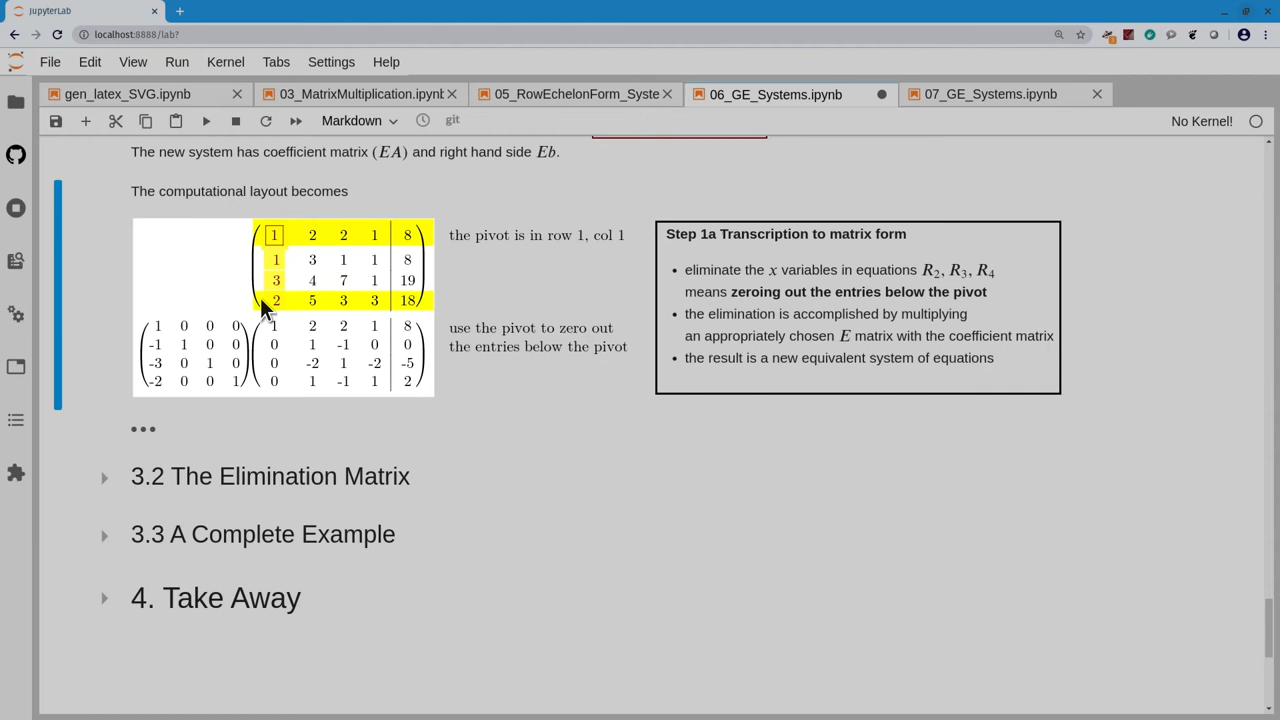 JupyterLab
localhost:8888/lab?
File Edit View Run Kernel Tabs Settings Help
gen_latex_SVG.ipynb 03_MatrixMultiplication.ipynb 05_RowEchelonForm_Syste 06_GE_Systems.ipynb 07_GE_Systems.ipynb
Markdown git No Kernel!
The new system has coefficient matrix (EA) and right hand side Eb.
The computational layout becomes
1 2 2 1 8 the pivot is in row 1, col 1
1 3 1 1 8
3 4 7 1 19
2 5 3 3 18
1 0 0 0 1 2 2 1 8 use the pivot to zero out
-1 1 0 0 0 1 -1 0 0 the entries below the pivot
-3 0 1 0 0 -2 1 -2 -5
-2 0 0 1 0 1 -1 1 2
Step 1a Transcription to matrix form
• eliminate the x variables in equations R2, R3, R4
means zeroing out the entries below the pivot
• the elimination is accomplished by multiplying
an appropriately chosen E matrix with the coefficient matrix
• the result is a new equivalent system of equations
•••
3.2 The Elimination Matrix
3.3 A Complete Example
4. Take Away